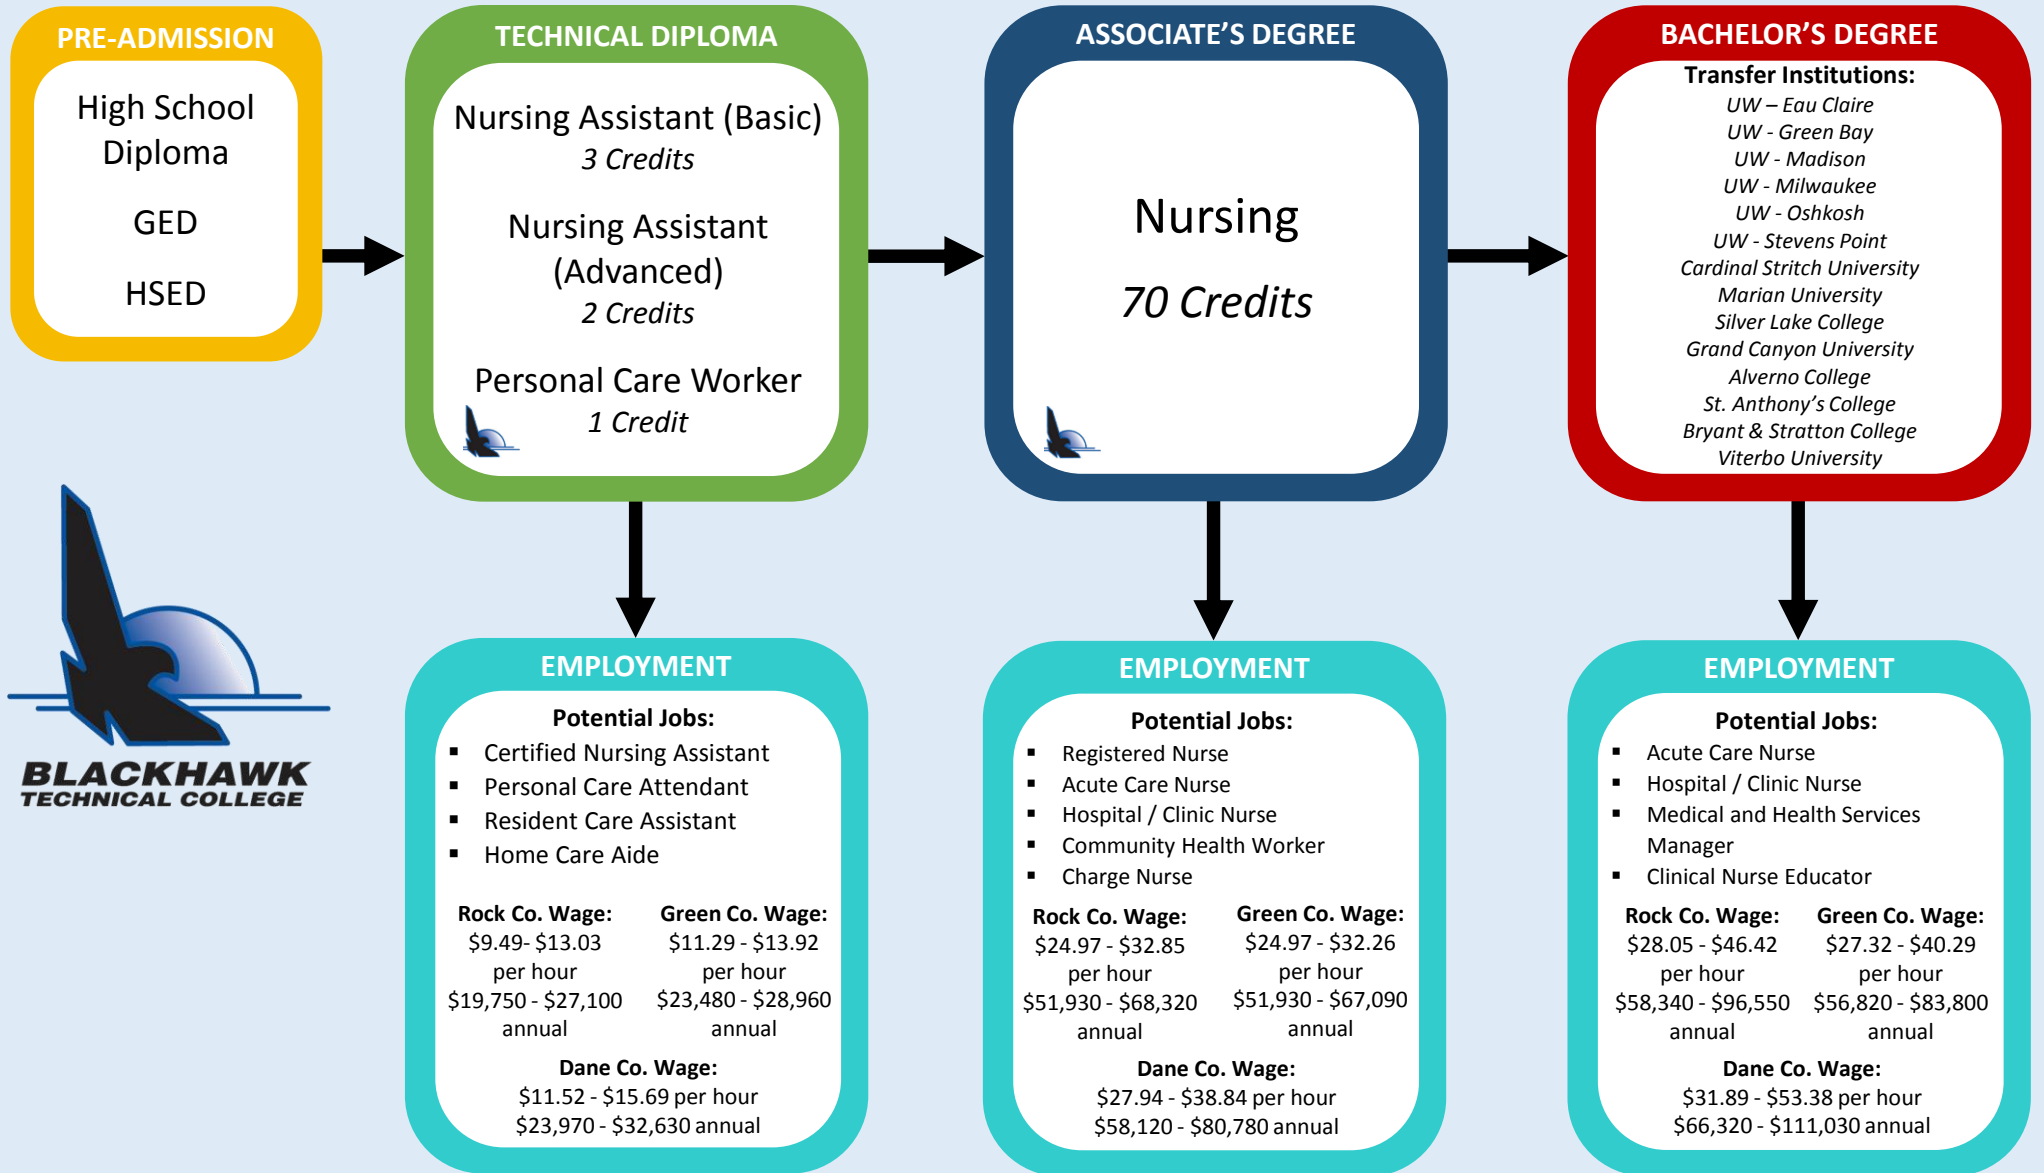 PRE-ADMISSION
High School
Diploma
GED
HSED
TECHNICAL DIPLOMA
Nursing Assistant (Basic)
3 Credits
Nursing Assistant
(Advanced)
2 Credits
Personal Care Worker
1 Credit
ASSOCIATE’S DEGREE
Nursing
70 Credits
BACHELOR’S DEGREE
Transfer Institutions:
UW – Eau Claire
UW - Green Bay
UW - Madison
UW - Milwaukee
UW - Oshkosh
UW - Stevens Point
Cardinal Stritch University
Marian University
Silver Lake College
Grand Canyon University
Alverno College
St. Anthony’s College
Bryant & Stratton College
Viterbo University
BLACKHAWK
TECHNICAL COLLEGE
EMPLOYMENT
Potential Jobs:
▪ Certified Nursing Assistant
▪ Personal Care Attendant
▪ Resident Care Assistant
▪ Home Care Aide
Rock Co. Wage:
$9.49- $13.03
per hour
$19,750 - $27,100
annual
Green Co. Wage:
$11.29 - $13.92
per hour
$23,480 - $28,960
annual
Dane Co. Wage:
$11.52 - $15.69 per hour
$23,970 - $32,630 annual
EMPLOYMENT
Potential Jobs:
▪ Registered Nurse
▪ Acute Care Nurse
▪ Hospital / Clinic Nurse
▪ Community Health Worker
▪ Charge Nurse
Rock Co. Wage:
$24.97 - $32.85
per hour
$51,930 - $68,320
annual
Green Co. Wage:
$24.97 - $32.26
per hour
$51,930 - $67,090
annual
Dane Co. Wage:
$27.94 - $38.84 per hour
$58,120 - $80,780 annual
EMPLOYMENT
Potential Jobs:
▪ Acute Care Nurse
▪ Hospital / Clinic Nurse
▪ Medical and Health Services
Manager
▪ Clinical Nurse Educator
Rock Co. Wage:
$28.05 - $46.42
per hour
$58,340 - $96,550
annual
Green Co. Wage:
$27.32 - $40.29
per hour
$56,820 - $83,800
annual
Dane Co. Wage:
$31.89 - $53.38 per hour
$66,320 - $111,030 annual